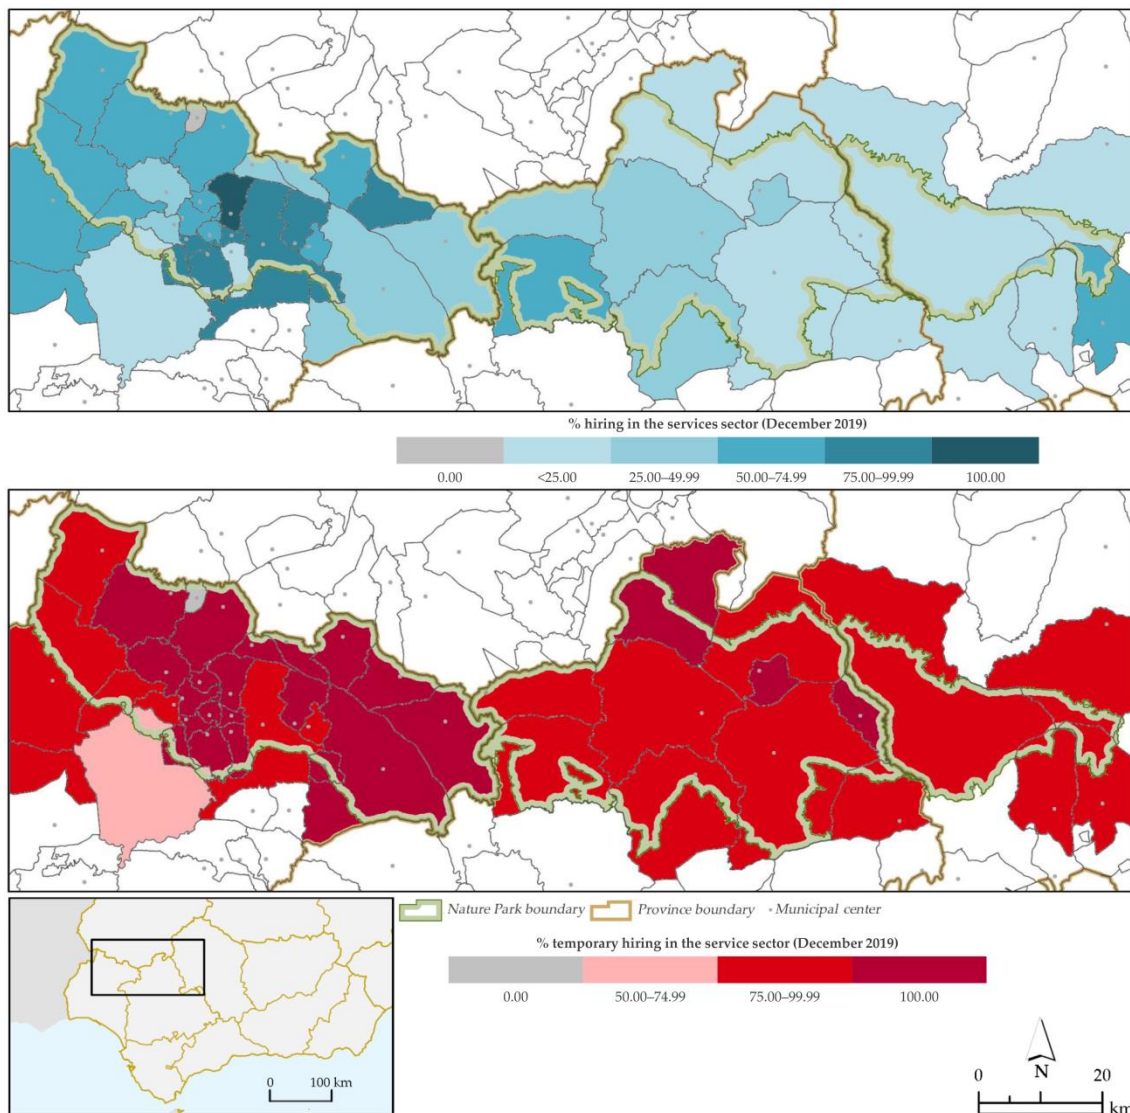 % hiring in the services sector (December 2019)
0.00 <25.00 25.00–49.99 50.00–74.99 75.00–99.99 100.00
Nature Park boundary Province boundary Municipal center
% temporary hiring in the service sector (December 2019)
0.00 50.00–74.99 75.00–99.99 100.00
0 100 km
N
0 20
km